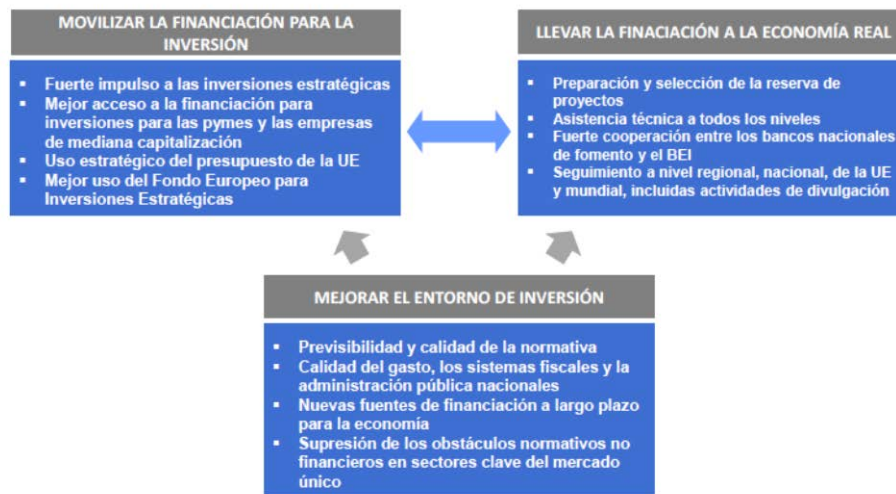 MOVILIZAR LA FINANCIACIÓN PARA LA
INVERSIÓN
▪ Fuerte impulso a las inversiones estratégicas
▪ Mejor acceso a la financiación para
inversiones para las pymes y las empresas
de mediana capitalización
▪ Uso estratégico del presupuesto de la UE
▪ Mejor uso del Fondo Europeo para
Inversiones Estratégicas
LLEVAR LA FINACIACIÓN A LA ECONOMÍA REAL
▪ Preparación y selección de la reserva de
proyectos
▪ Asistencia técnica a todos los niveles
▪ Fuerte cooperación entre los bancos nacionales
de fomento y el BEI
▪ Seguimiento a nivel regional, nacional, de la UE
y mundial, incluidas actividades de divulgación
MEJORAR EL ENTORNO DE INVERSIÓN
▪ Previsibilidad y calidad de la normativa
▪ Calidad del gasto, los sistemas fiscales y la
administración pública nacionales
▪ Nuevas fuentes de financiación a largo plazo
para la economía
▪ Supresión de los obstáculos normativos no
financieros en sectores clave del mercado
único